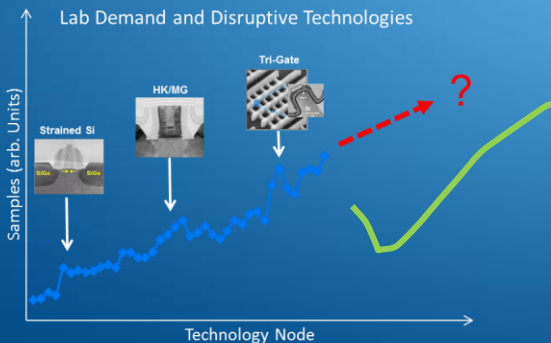 Lab Demand and Disruptive Technologies
Tri-Gate
HK/MG
Strained Si
SiGe SiGe
?
Samples (arb. Units)
Technology Node